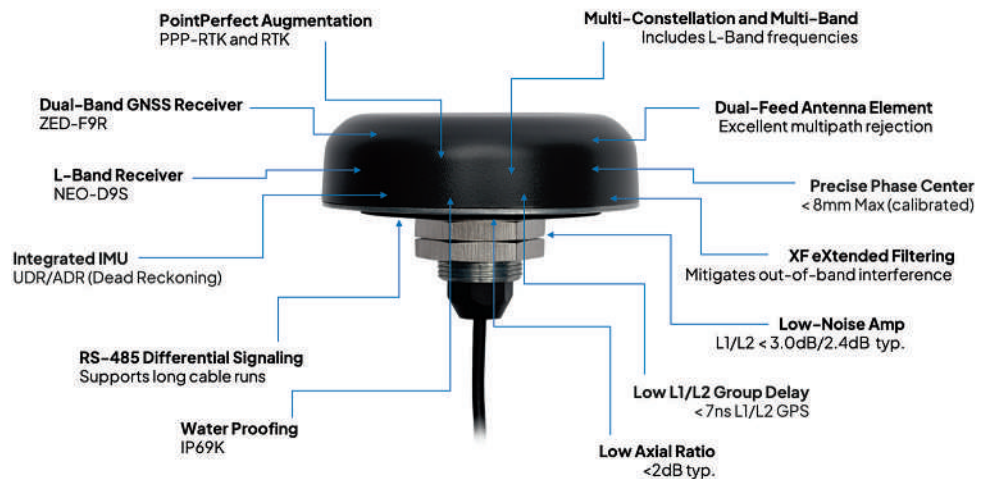 PointPerfect Augmentation
PPP-RTK and RTK
Multi-Constellation and Multi-Band
Includes L-Band frequencies
Dual-Band GNSS Receiver
ZED-F9R
Dual-Feed Antenna Element
Excellent multipath rejection
L-Band Receiver
NEO-D9S
Precise Phase Center
< 8mm Max (calibrated)
Integrated IMU
UDR/ADR (Dead Reckoning)
XF eXtended Filtering
Mitigates out-of-band interference
Low-Noise Amp
L1/L2 < 3.0dB/2.4dB typ.
RS-485 Differential Signaling
Supports long cable runs
Low L1/L2 Group Delay
< 7ns L1/L2 GPS
Water Proofing
IP69K
Low Axial Ratio
<2dB typ.